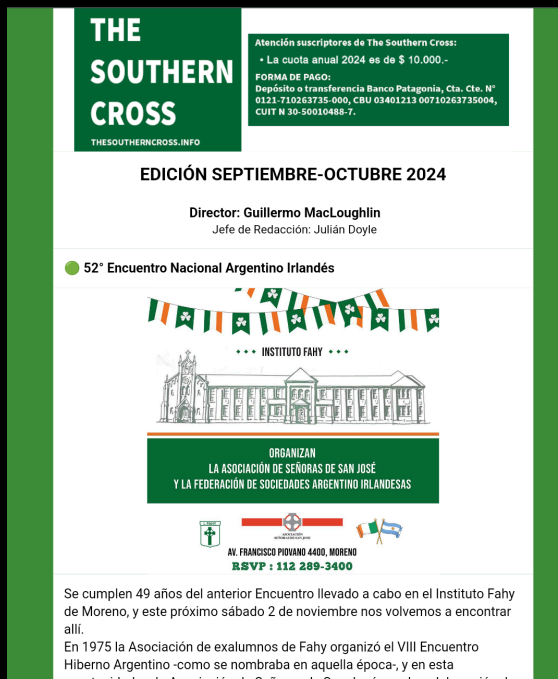 THE
SOUTHERN
CROSS
THESOUTHERNCROSS.INFO
Atención suscriptores de The Southern Cross:
• La cuota anual 2024 es de $ 10.000.-
FORMA DE PAGO:
Depósito o transferencia Banco Patagonia, Cta. Cte. N°
0121-710263735-000, CBU 03401213 00710263735004,
CUIT N 30-50010488-7.
EDICIÓN SEPTIEMBRE-OCTUBRE 2024
Director: Guillermo MacLoughlin
Jefe de Redacción: Julián Doyle
52° Encuentro Nacional Argentino Irlandés
INSTITUTO FAHY
ORGANIZAN
LA ASOCIACIÓN DE SEÑORAS DE SAN JOSÉ
Y LA FEDERACIÓN DE SOCIEDADES ARGENTINO IRLANDESAS
AV. FRANCISCO PIOVANO 4400, MORENO
RSVP : 112 289-3400
Se cumplen 49 años del anterior Encuentro llevado a cabo en el Instituto Fahy
de Moreno, y este próximo sábado 2 de noviembre nos volvemos a encontrar
allí.
En 1975 la Asociación de exalumnos de Fahy organizó el VIII Encuentro
Hiberno Argentino -como se nombraba en aquella época-, y en esta